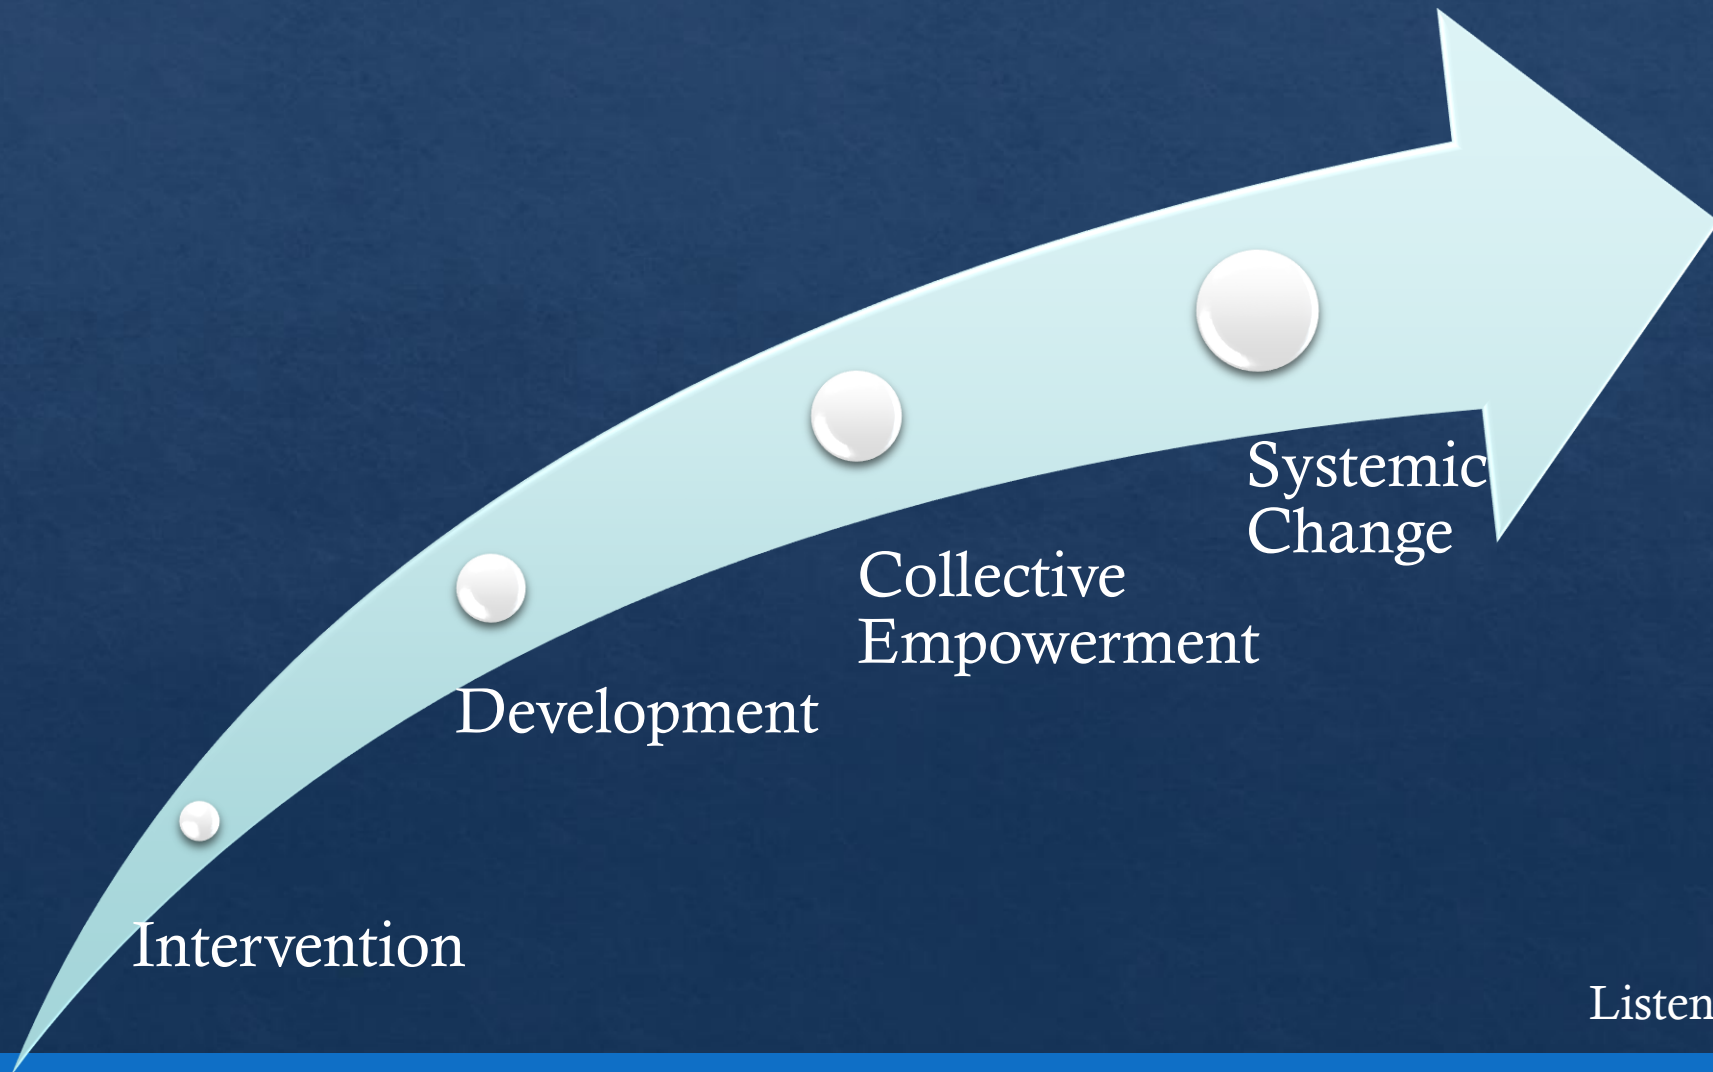 Systemic
Change
Collective
Empowerment
Development
Intervention
Listen